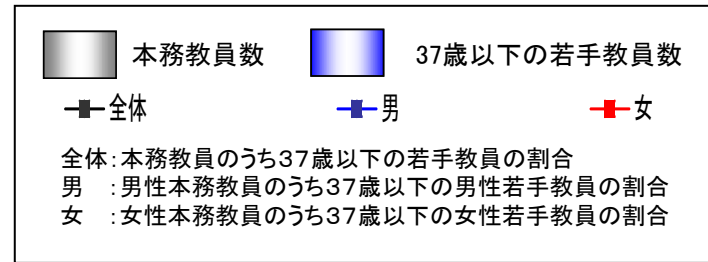 本務教員数 37歳以下の若手教員数
全体 男 女
全体:本務教員のうち37歳以下の若手教員の割合
男 :男性本務教員のうち37歳以下の男性若手教員の割合
女 :女性本務教員のうち37歳以下の女性若手教員の割合